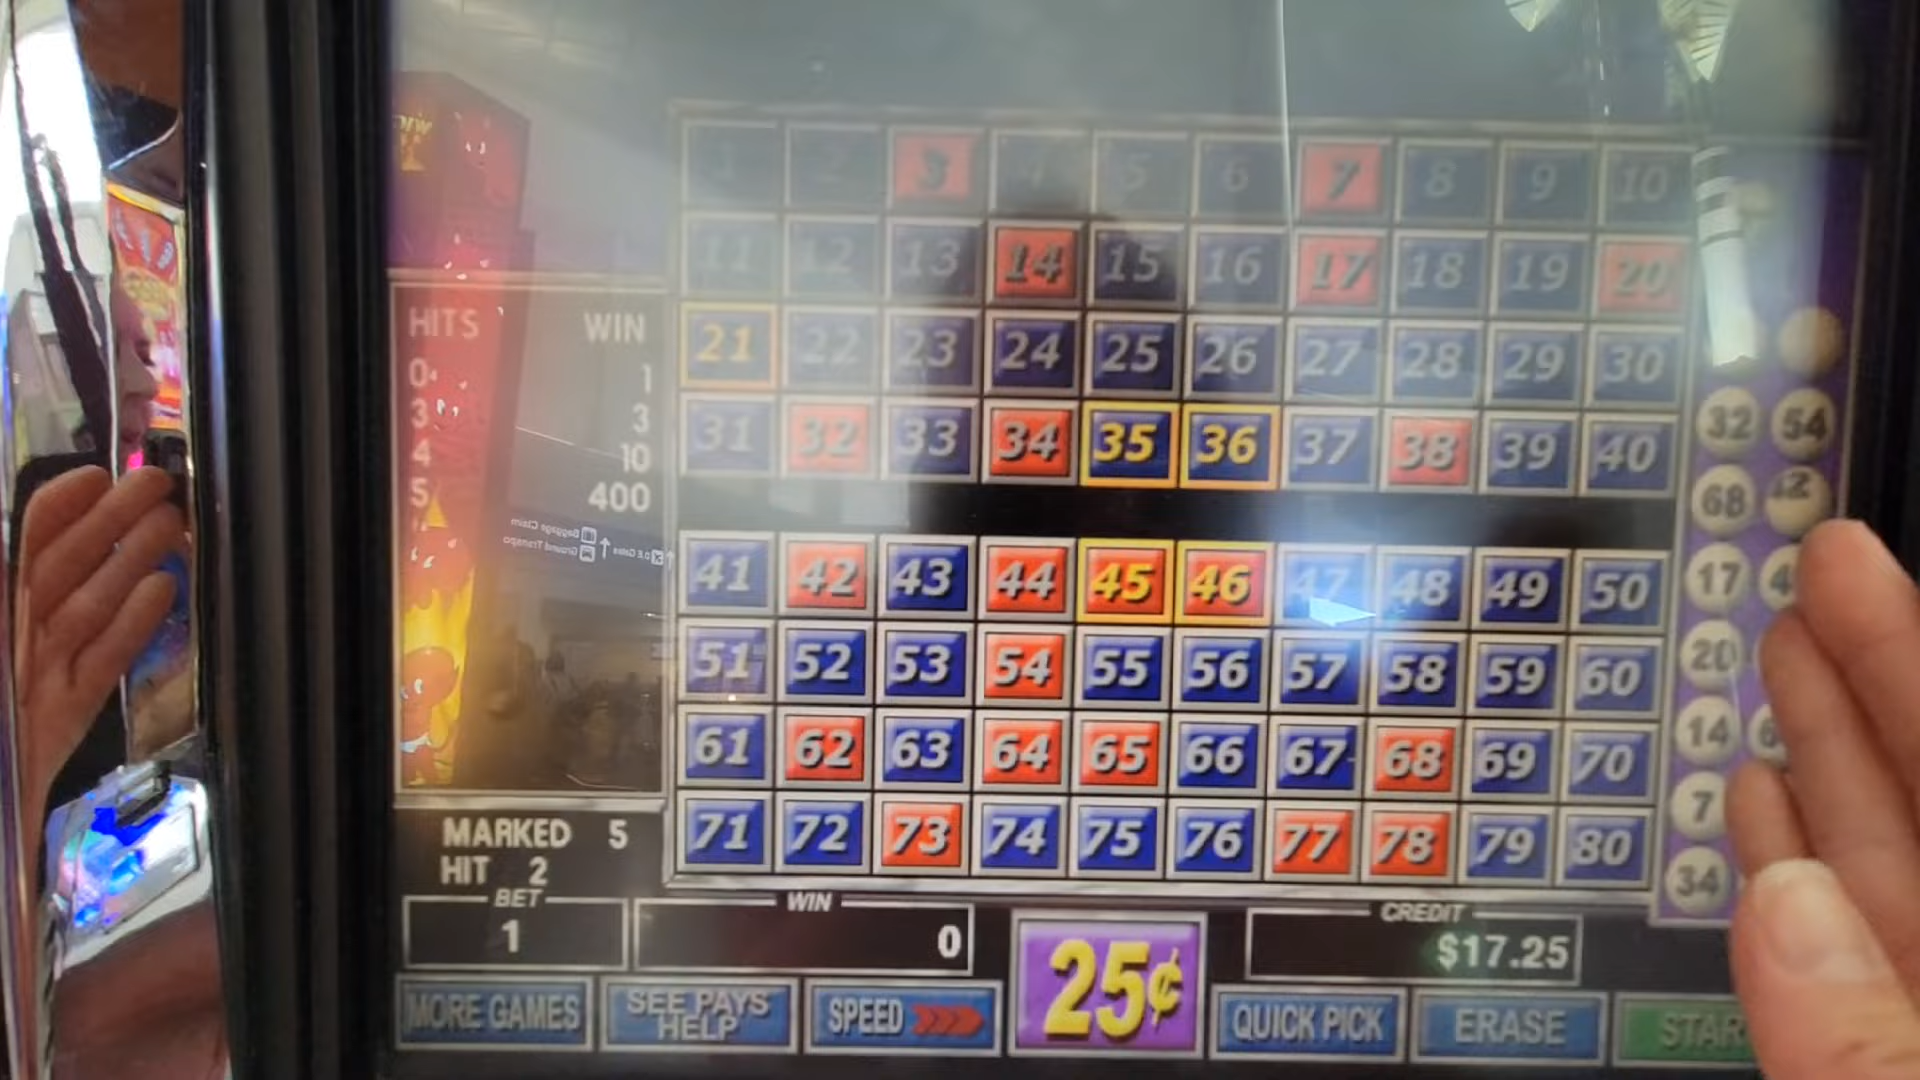 1 2 3 4 5 6 7 8 9 10
11 12 13 14 15 16 17 18 19 20
21 22 23 24 25 26 27 28 29 30
31 32 33 34 35 36 37 38 39 40
41 42 43 44 45 46 47 48 49 50
51 52 53 54 55 56 57 58 59 60
61 62 63 64 65 66 67 68 69 70
71 72 73 74 75 76 77 78 79 80
HITS WIN
0 1
3 3
4 10
5 400
Baggage Claim
Ground Transpo
32 54
68 42
17
20
14
7
34
MARKED 5
HIT 2
BET
1
WIN
0
25¢
CREDIT
$17.25
MORE GAMES
SEE PAYS
HELP
SPEED
QUICK PICK
ERASE
STAR